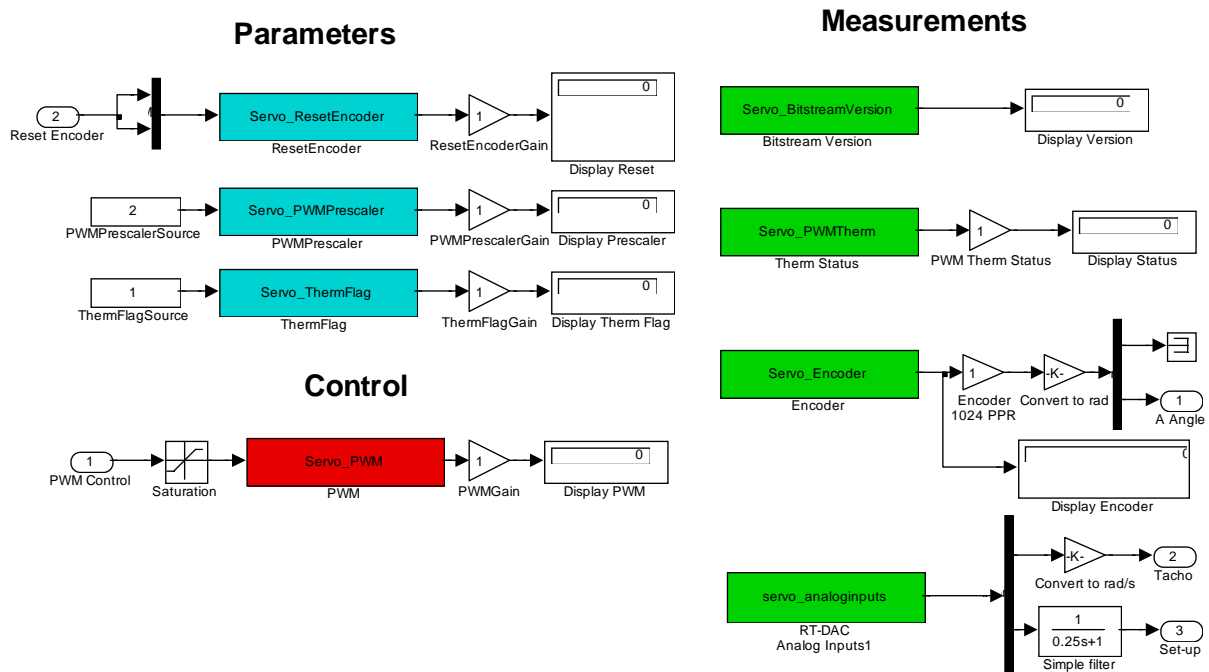 Parameters
2
Reset Encoder
Servo_ResetEncoder
ResetEncoder
1
ResetEncoderGain
0
Display Reset
2
PWMPrescalerSource
Servo_PWMPrescaler
PWMPrescaler
1
PWMPrescalerGain
0
Display Prescaler
1
ThermFlagSource
Servo_ThermFlag
ThermFlag
1
ThermFlagGain
0
Display Therm Flag
Control
1
PWM Control
Saturation
Servo_PWM
PWM
1
PWMGain
0
Display PWM
Measurements
Servo_BitstreamVersion
Bitstream Version
0
Display Version
Servo_PWMTherm
Therm Status
1
PWM Therm Status
0
Display Status
Servo_Encoder
Encoder
1
Encoder
1024 PPR
-K-
Convert to rad
1
A Angle
Display Encoder
servo_analoginputs
RT-DAC
Analog Inputs1
-K-
Convert to rad/s
2
Tacho
1
0.25s+1
Simple filter
3
Set-up